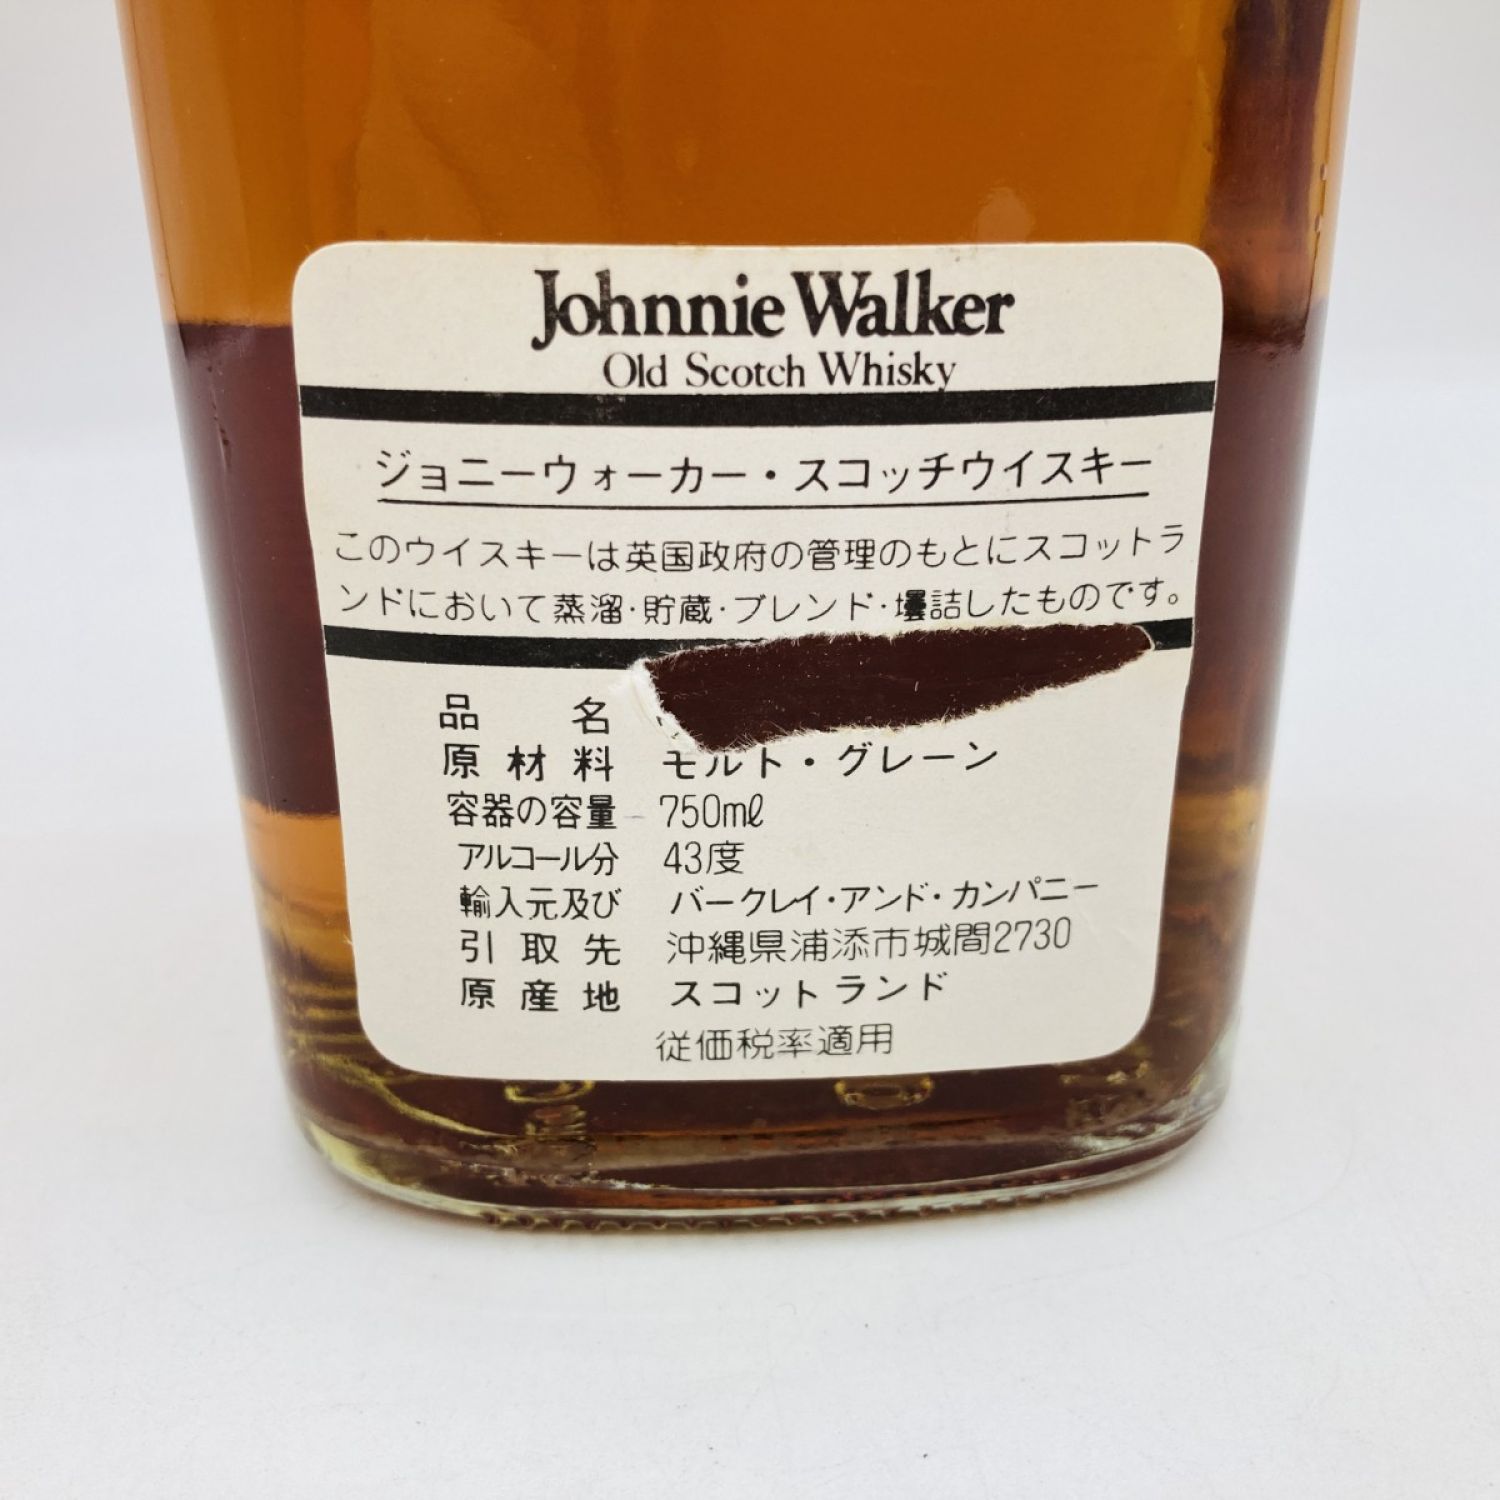 Johnnie Walker
Old Scotch Whisky
ジョニーウォーカー・スコッチウイスキー
このウイスキーは英国政府の管理のもとにスコットラ
ンドにおいて蒸溜・貯蔵・ブレンド・壜詰したものです。
品名
原材料 モルト・グレーン
容器の容量 750mℓ
アルコール分 43度
輸入元及び バークレイ・アンド・カンパニー
引取先 沖縄県浦添市城間2730
原産地 スコットランド
従価税率適用